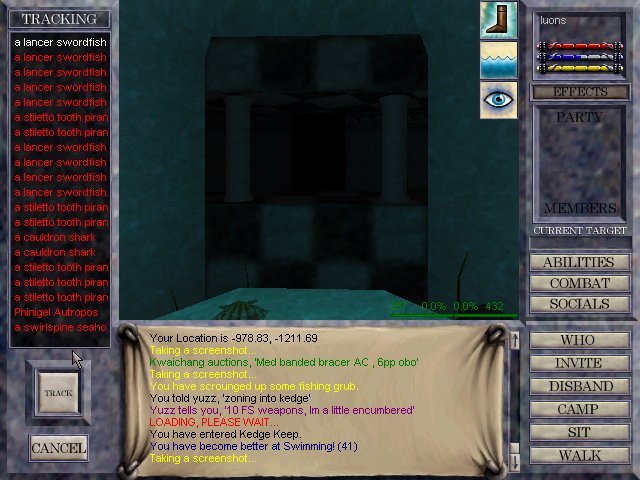 TRACKING
a lancer swordfish
a lancer swordfish
a lancer swordfish
a lancer swordfish
a lancer swordfish
a stiletto tooth piran
a stiletto tooth piran
a lancer swordfish
a lancer swordfish
a lancer swordfish
a lancer swordfish
a stiletto tooth piran
a stiletto tooth piran
a cauldron shark
a cauldron shark
a stiletto tooth piran
a stiletto tooth piran
a stiletto tooth piran
Phinigel Autropos
a swirlspine seaho
TRACK
CANCEL
0.0% 0.0% 432
Your Location is -978.83, -1211.69
Taking a screenshot...
Kwaichang auctions, 'Med banded bracer AC , 6pp obo'
Taking a screenshot...
You have scrounged up some fishing grub.
You told yuzz, 'zoning into kedge'
Yuzz tells you, '10 FS weapons, Im a little encumbered'
LOADING, PLEASE WAIT...
You have entered Kedge Keep.
You have become better at Swimming! (41)
Taking a screenshot...
luons
EFFECTS
PARTY
MEMBERS
CURRENT TARGET
ABILITIES
COMBAT
SOCIALS
WHO
INVITE
DISBAND
CAMP
SIT
WALK